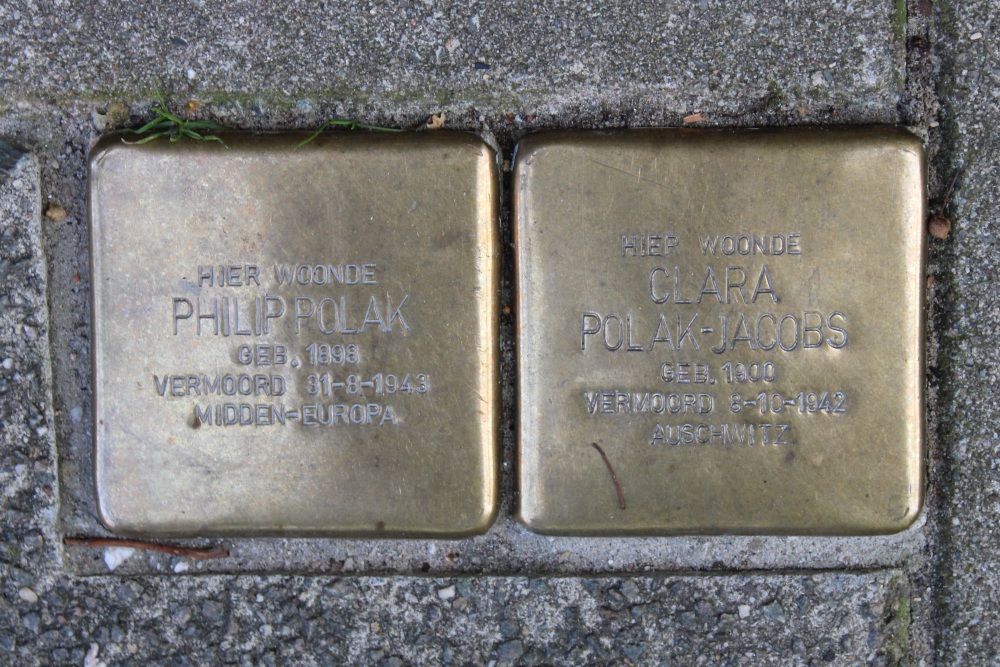 HIER WOONDE
PHILIP POLAK
GEB. 1898
VERMOORD 31-8-1943
MIDDEN-EUROPA
HIER WOONDE
CLARA
POLAK-JACOBS
GEB. 1900
VERMOORD 8-10-1942
AUSCHWITZ